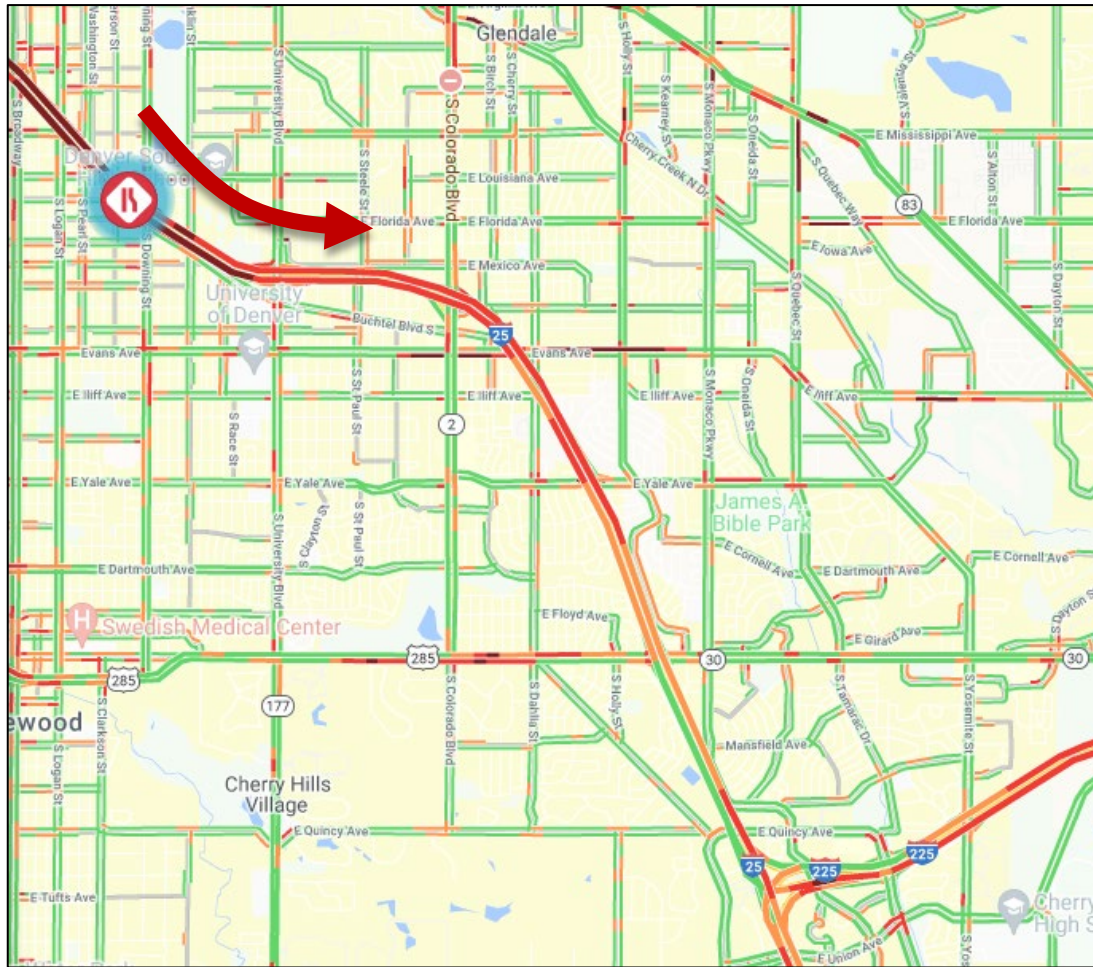 Glendale
Washington St
S Downing St
S University Blvd
S Birch St
S Cherry St
S Holly St
S Kearney St
S Monaco Pkwy
S Oneida St
S Valentia St
S Broadway
S Colorado Blvd
E Mississippi Ave
Cherry Creek N Dr
S Quebec Way
S Alton St
S Steele St
E Louisiana Ave
83
S Logan St
S Pearl St
E Florida Ave
E Florida Ave
E Florida Ave
E Iowa Ave
E Mexico Ave
S Downing St
S Quebec St
S Dayton St
University
of Denver
Buchtel Blvd S
25
Evans Ave
Evans Ave
E Iliff Ave
E Iliff Ave
E Iliff Ave
E Iliff Ave
S Monaco Pkwy
S Oneida St
S Race St
S St Paul St
2
E Yale Ave
E Yale Ave
E Yale Ave
James A.
Bible Park
S Clayton St
S St Paul St
S University Blvd
E Cornell Ave
E Cornell Ave
E Dartmouth Ave
E Dartmouth Ave
E Floyd Ave
S Dayton St
Swedish Medical Center
E Girard Ave
285
285
30
30
177
ewood
S Clarkson St
S Logan St
S Colorado Blvd
S Dahlia St
S Holly St
S Tamarac Dr
S Yosemite St
Mansfield Ave
Cherry Hills
Village
E Quincy Ave
E Quincy Ave
25
225
225
E Tufts Ave
Cherry
High S
E Union Ave
S Yos